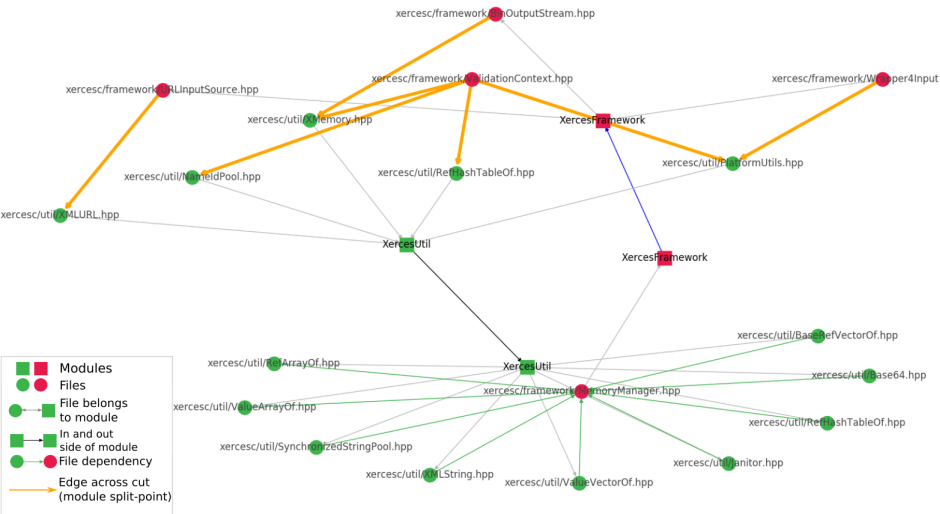 xercesc/framework/BinOutputStream.hpp
xercesc/framework/URLInputSource.hpp
xercesc/framework/ValidationContext.hpp
xercesc/framework/Wrapper4Input
xercesc/util/XMemory.hpp
XercesFramework
xercesc/util/NameIdPool.hpp
xercesc/util/RefHashTableOf.hpp
xercesc/util/PlatformUtils.hpp
xercesc/util/XMLURL.hpp
XercesUtil
XercesFramework
xercesc/util/BaseRefVectorOf.hpp
xercesc/util/RefArrayOf.hpp
XercesUtil
xercesc/util/Base64.hpp
xercesc/framework/MemoryManager.hpp
xercesc/util/ValueArrayOf.hpp
xercesc/util/RefHashTableOf.hpp
xercesc/util/SynchronizedStringPool.hpp
xercesc/util/Janitor.hpp
xercesc/util/XMLString.hpp
xercesc/util/ValueVectorOf.hpp
Modules
Files
File belongs
to module
In and out
side of module
File dependency
Edge across cut
(module split-point)